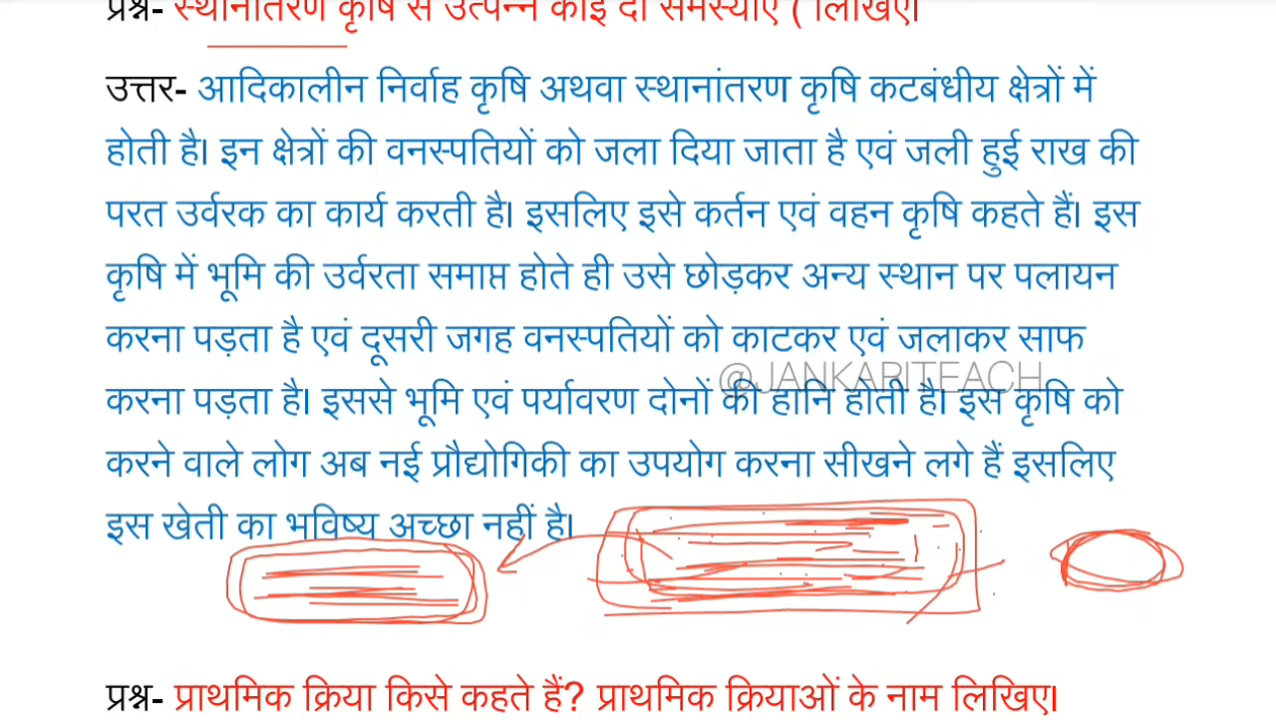 प्रश्न- स्थानांतरण कृषि से उत्पन्न कोई दो समस्याएं ( लिखिए।
उत्तर- आदिकालीन निर्वाह कृषि अथवा स्थानांतरण कृषि कटबंधीय क्षेत्रों में
होती है। इन क्षेत्रों की वनस्पतियों को जला दिया जाता है एवं जली हुई राख की
परत उर्वरक का कार्य करती है। इसलिए इसे कर्तन एवं वहन कृषि कहते हैं। इस
कृषि में भूमि की उर्वरता समाप्त होते ही उसे छोड़कर अन्य स्थान पर पलायन
करना पड़ता है एवं दूसरी जगह वनस्पतियों को काटकर एवं जलाकर साफ
@JANKARITEACH
करना पड़ता है। इससे भूमि एवं पर्यावरण दोनों की हानि होती है। इस कृषि को
करने वाले लोग अब नई प्रौद्योगिकी का उपयोग करना सीखने लगे हैं इसलिए
इस खेती का भविष्य अच्छा नहीं है।
प्रश्न- प्राथमिक क्रिया किसे कहते हैं? प्राथमिक क्रियाओं के नाम लिखिए।